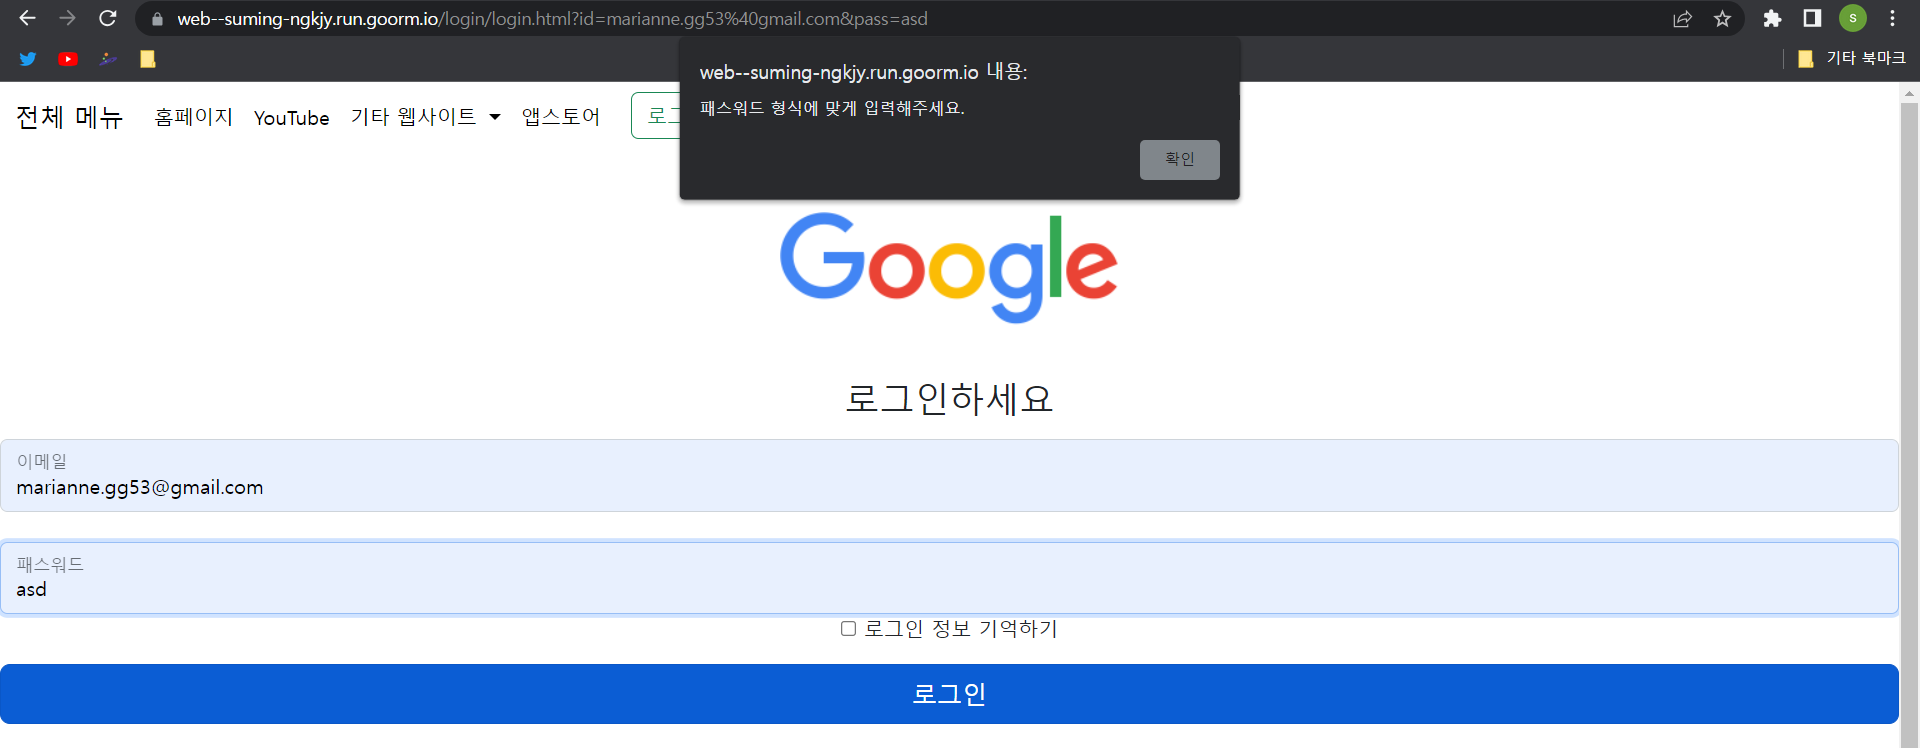 web--suming-ngkjy.run.goorm.io/login/login.html?id=marianne.gg53%40gmail.com&pass=asd
S
기타 북마크
web--suming-ngkjy.run.goorm.io 내용:
패스워드 형식에 맞게 입력해주세요.
확인
전체 메뉴 홈페이지 YouTube 기타 웹사이트 앱스토어
Google
로그인하세요
이메일
marianne.gg53@gmail.com
패스워드
asd
로그인 정보 기억하기
로그인